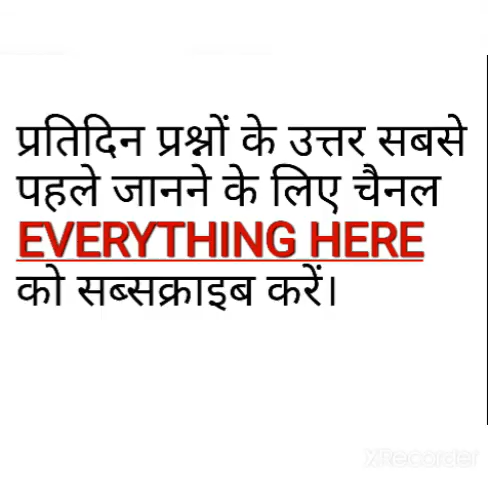 प्रतिदिन प्रश्नों के उत्तर सबसे
पहले जानने के लिए चैनल
EVERYTHING HERE
को सब्सक्राइब करें।
XRecorder